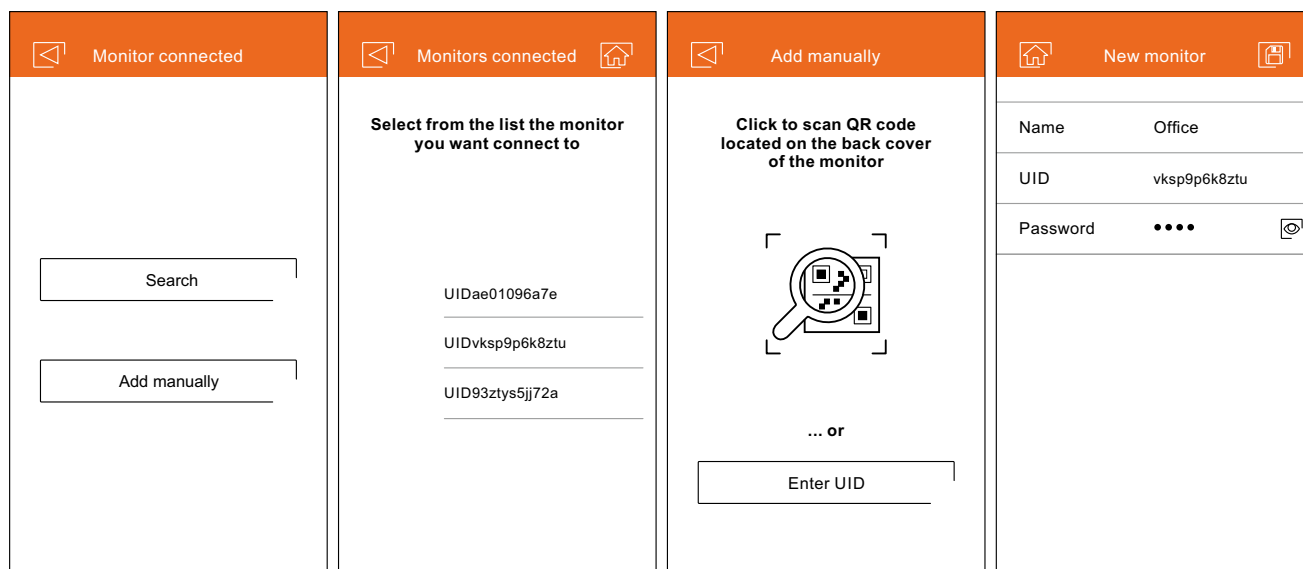 Monitor connected
Search
Add manually
Monitors connected
Select from the list the monitor
you want connect to
UIDae01096a7e
UIDvksp9p6k8ztu
UID93ztys5jj72a
Add manually
Click to scan QR code
located on the back cover
of the monitor
... or
Enter UID
New monitor
Name Office
UID vksp9p6k8ztu
Password ••••